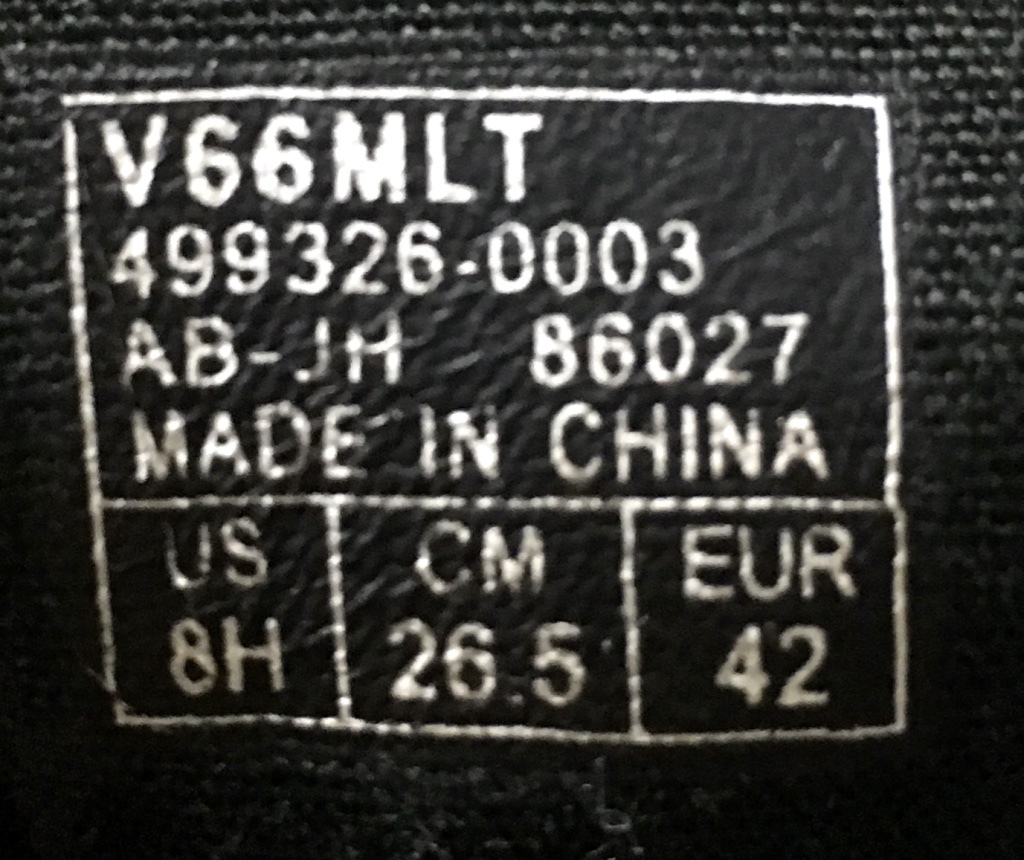 V66MLT
499326-0003
AB-JH 86027
MADE IN CHINA
US CM EUR
8H 26.5 42